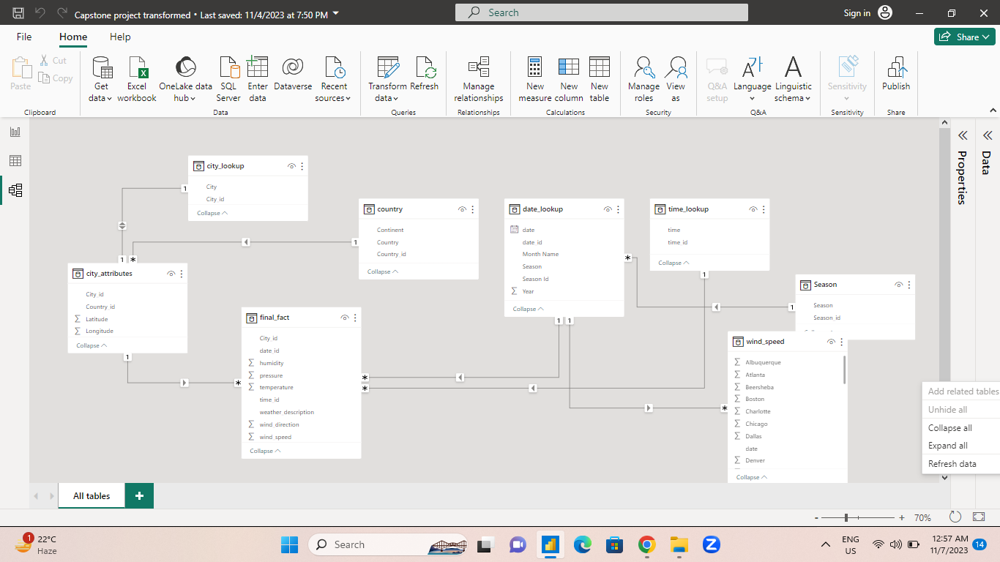 Capstone project transformed • Last saved: 11/4/2023 at 7:50 PM
Search
Sign in
File
Home
Help
Share
Paste
Cut
Copy
Get data
Excel workbook
OneLake data hub
SQL Server
Enter data
Dataverse
Recent sources
Transform data
Refresh
Manage relationships
New measure
New column
New table
Manage roles
View as
Q&A setup
Language
Linguistic schema
Sensitivity
Publish
Clipboard
Data
Queries
Relationships
Calculations
Security
Q&A
Sensitivity
Share
city_lookup
City
City_id
Collapse
1
1
*
1
country
Continent
Country
Country_id
Collapse
date_lookup
date
date_id
Month Name
Season
Season Id
Year
Collapse
time_lookup
time
time_id
Collapse
*
1
1
Season
Season
Season_id
city_attributes
City_id
Country_id
Latitude
Longitude
Collapse
1
*
final_fact
City_id
date_id
humidity
pressure
temperature
time_id
weather_description
wind_direction
wind_speed
Collapse
1
1
*
*
*
wind_speed
Albuquerque
Atlanta
Beersheba
Boston
Charlotte
Chicago
Dallas
date
Denver
Collapse
Properties
Data
Add related tables
Unhide all
Collapse all
Expand all
Refresh data
All tables
+
- + 70%
1
22°C
Haze
Search
ENG
US
12:57 AM
11/7/2023
14